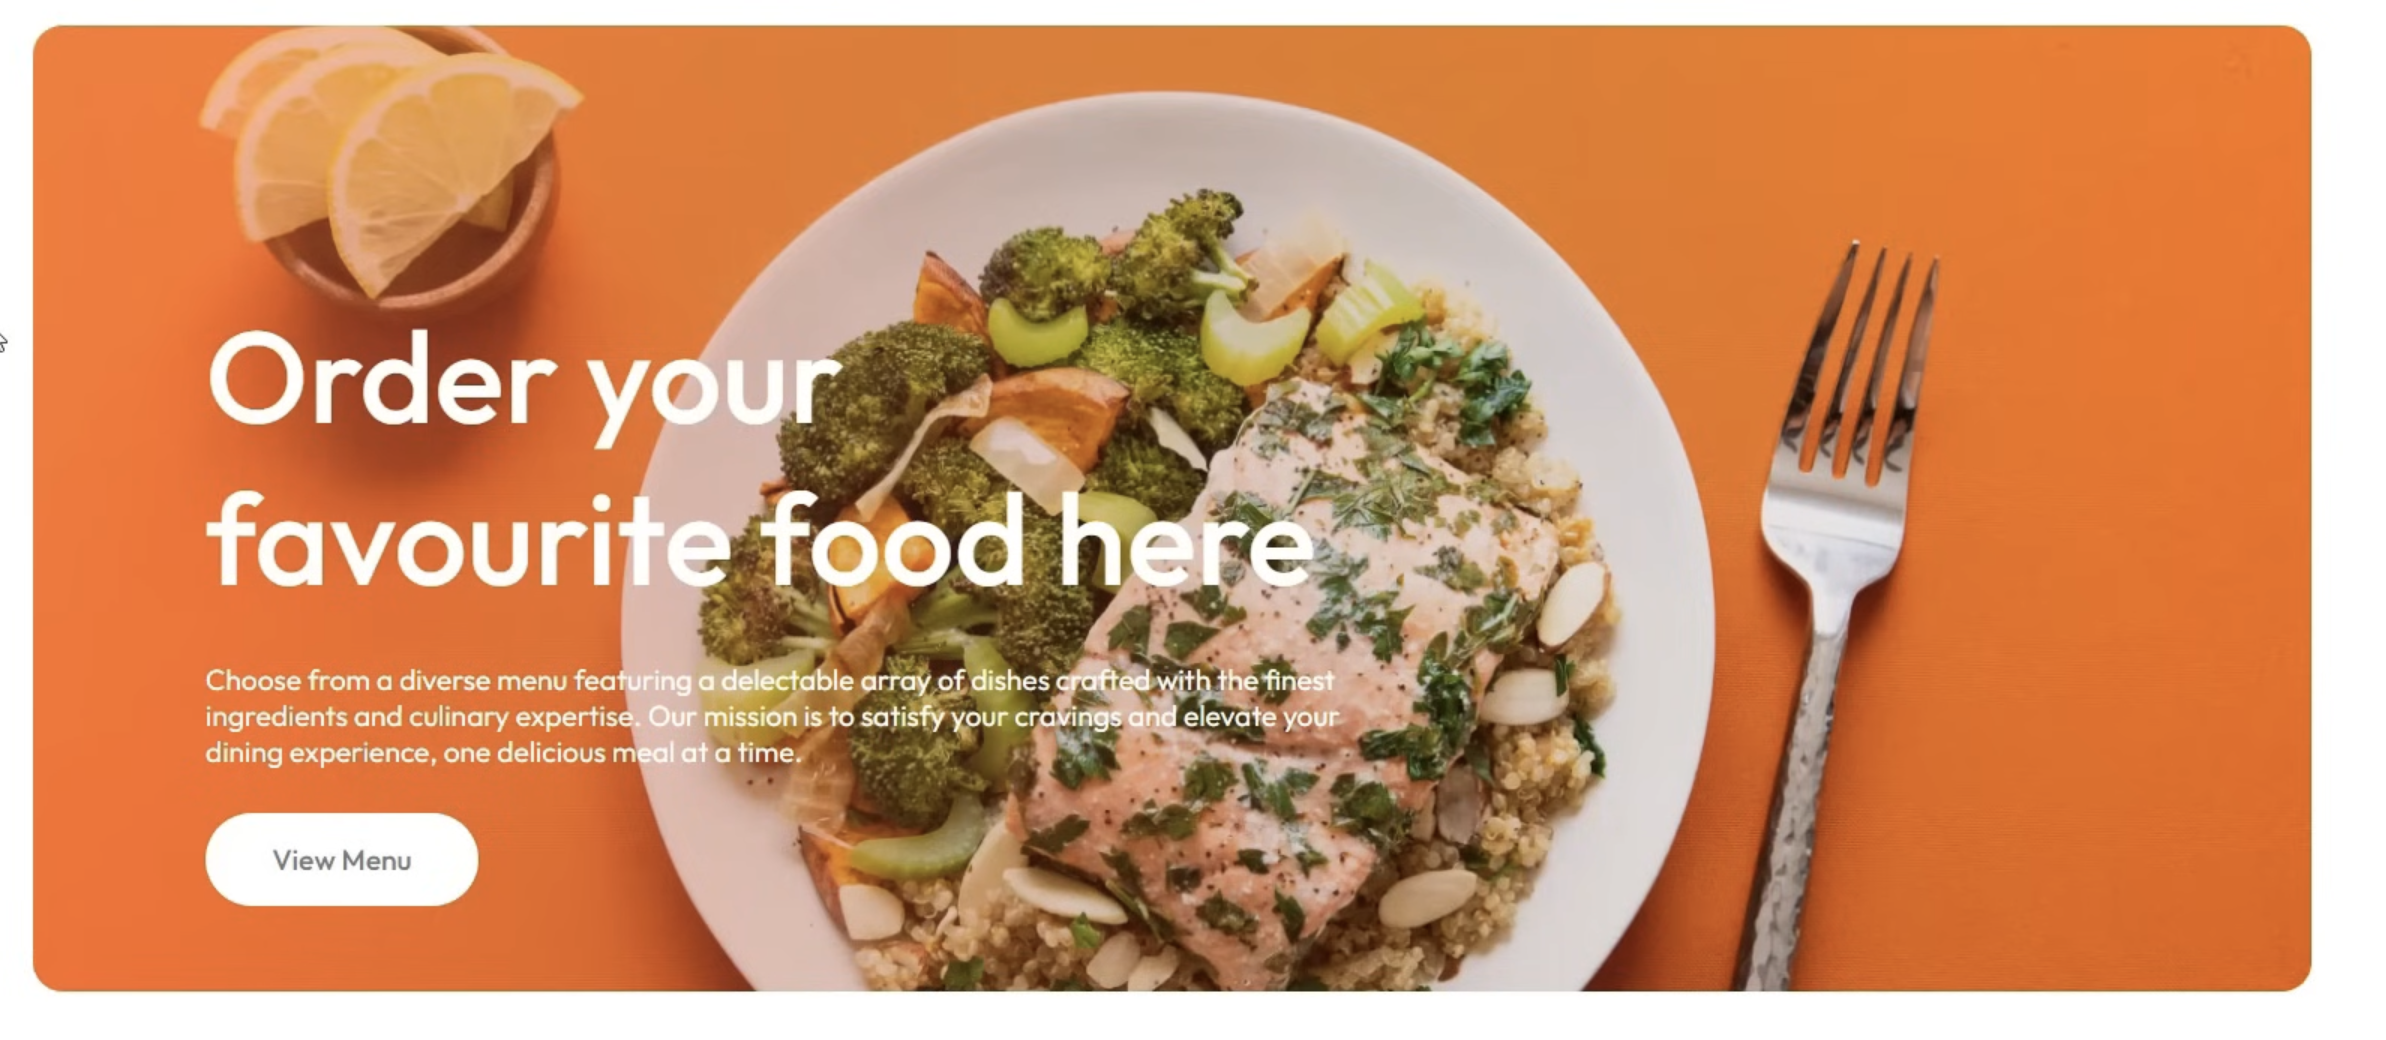 Order your
favourite food here
Choose from a diverse menu featuring a delectable array of dishes crafted with the finest
ingredients and culinary expertise. Our mission is to satisfy your cravings and elevate your
dining experience, one delicious meal at a time.
View Menu